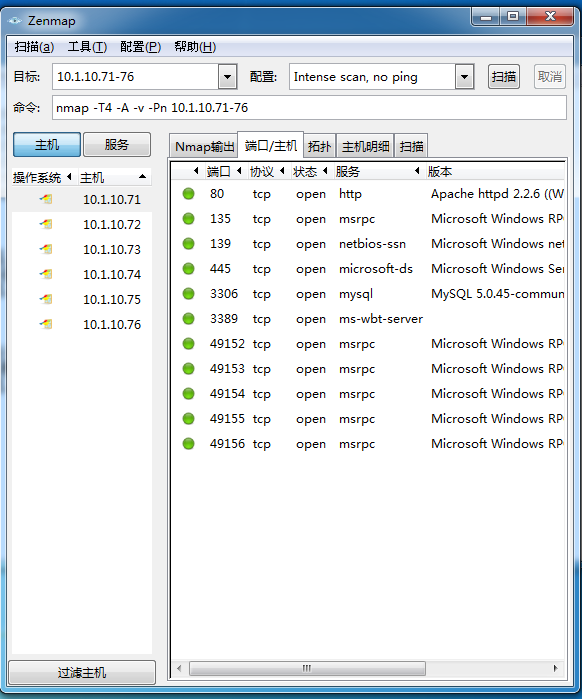 Zenmap
扫描(a) 工具(T) 配置(P) 帮助(H)
目标: 10.1.10.71-76 配置: Intense scan, no ping 扫描 取消
命令: nmap -T4 -A -v -Pn 10.1.10.71-76
主机 服务 Nmap输出 端口/主机 拓扑 主机明细 扫描
操作系统 主机
10.1.10.71
10.1.10.72
10.1.10.73
10.1.10.74
10.1.10.75
10.1.10.76
端口 协议 状态 服务 版本
80 tcp open http Apache httpd 2.2.6 ((W
135 tcp open msrpc Microsoft Windows RP
139 tcp open netbios-ssn Microsoft Windows net
445 tcp open microsoft-ds Microsoft Windows Ser
3306 tcp open mysql MySQL 5.0.45-commun
3389 tcp open ms-wbt-server
49152 tcp open msrpc Microsoft Windows RP
49153 tcp open msrpc Microsoft Windows RP
49154 tcp open msrpc Microsoft Windows RP
49155 tcp open msrpc Microsoft Windows RP
49156 tcp open msrpc Microsoft Windows RP
过滤主机